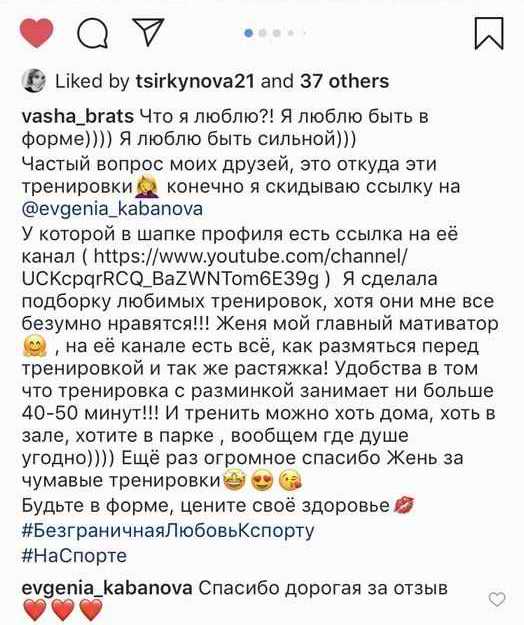 Liked by tsirkynova21 and 37 others
vasha_brats Что я люблю?! Я люблю быть в
форме)))) Я люблю быть сильной)))
Частый вопрос моих друзей, это откуда эти
тренировки🤦‍♀️ конечно я скидываю ссылку на
@evgenia_kabanova
У которой в шапке профиля есть ссылка на её
канал ( https://www.youtube.com/channel/
UCKcpqrRCQ_BaZWNTom6E39g )  Я сделала
подборку любимых тренировок, хотя они мне все
безумно нравятся!!! Женя мой главный мативатор
🤗 , на её канале есть всё, как размяться перед
тренировкой и так же растяжка! Удобства в том
что тренировка с разминкой занимает ни больше
40-50 минут!!! И тренить можно хоть дома, хоть в
зале, хотите в парке , вообщем где душе
угодно)))) Ещё раз огромное спасибо Жень за
чумавые тренировки🤩😍😘
Будьте в форме, цените своё здоровье💋
#БезграничнаяЛюбовьКспорту
#НаСпорте
evgenia_kabanova Спасибо дорогая за отзыв
❤️❤️❤️